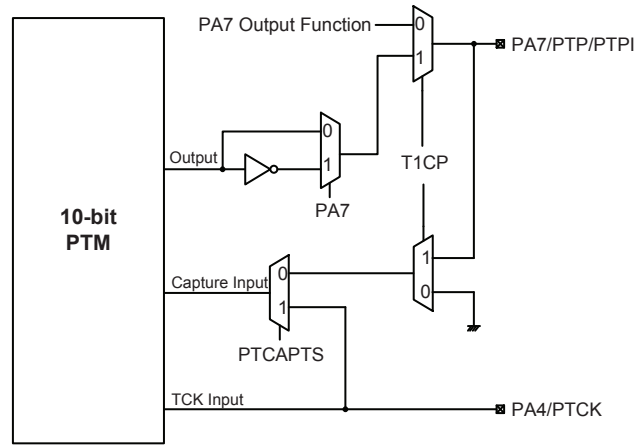 PA7 Output Function
0
1
PA7/PTP/PTPI
Output
0
1
T1CP
PA7
10-bit
PTM
Capture Input
0
1
1
0
PTCAPTS
TCK Input
PA4/PTCK